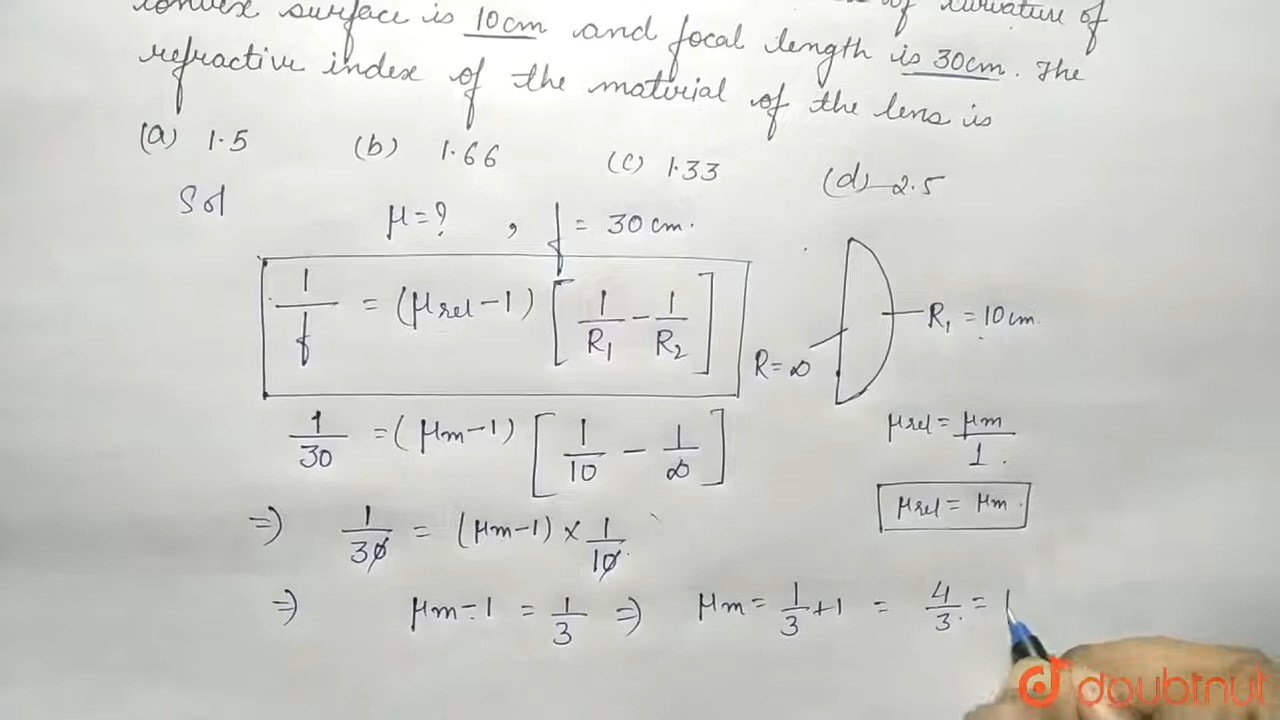 convex surface is 10cm and focal length is 30cm. The
refractive index of the material of the lens is
(a) 1.5 (b) 1.66 (c) 1.33 (d) 2.5
Sol
μ=? , f = 30 cm.
1/f = (μrel-1) [1/R1 - 1/R2]
R1 = 10 cm.
R=∞
1/30 = (μm-1) [1/10 - 1/∞]
μrel = μm/1.
μrel = μm.
⇒) 1/30 = (μm-1) × 1/10.
⇒) μm-1 = 1/3 ⇒) μm = 1/3 + 1 = 4/3. = 1
doubtnut